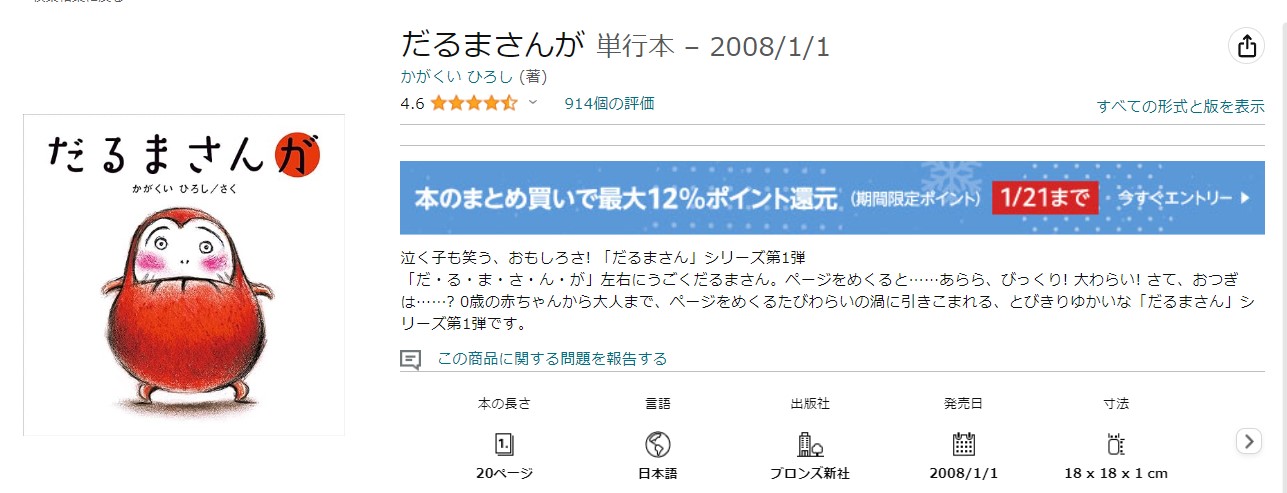 だるまさんが 単行本 – 2008/1/1
かがくい ひろし (著)
4.6
914個の評価
すべての形式と版を表示
だるまさんが
かがくい ひろし/さく
本のまとめ買いで最大12%ポイント還元 (期間限定ポイント) 1/21まで 今すぐエントリー
泣く子も笑う、おもしろさ! 「だるまさん」シリーズ第1弾
「だ・る・ま・さ・ん・が」左右にうごくだるまさん。ページをめくると……あらら、びっくり! 大わらい! さて、おつぎ
は……? 0歳の赤ちゃんから大人まで、ページをめくるたびわらいの渦に引きこまれる、とびきりゆかいな「だるまさん」シ
リーズ第1弾です。
この商品に関する問題を報告する
本の長さ 言語 出版社 発売日 寸法
1.
20ページ 日本語 ブロンズ新社 2008/1/1 18 x 18 x 1 cm